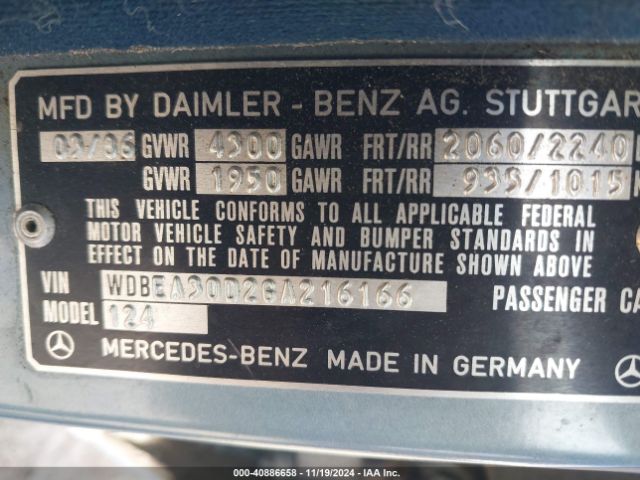 MFD BY DAIMLER - BENZ AG. STUTTGAR
09/86 GVWR 4300 GAWR FRT/RR 2060/2240
GVWR 1950 GAWR FRT/RR 935/1015
THIS VEHICLE CONFORMS TO ALL APPLICABLE FEDERAL
MOTOR VEHICLE SAFETY AND BUMPER STANDARDS IN
EFFECT ON THE DATE OF MANUFACTURE SHOWN ABOVE
VIN WDBEA90D2GA216166 PASSENGER CA
MODEL 124
MERCEDES-BENZ MADE IN GERMANY
000-40886658 - 11/19/2024 - IAA Inc.